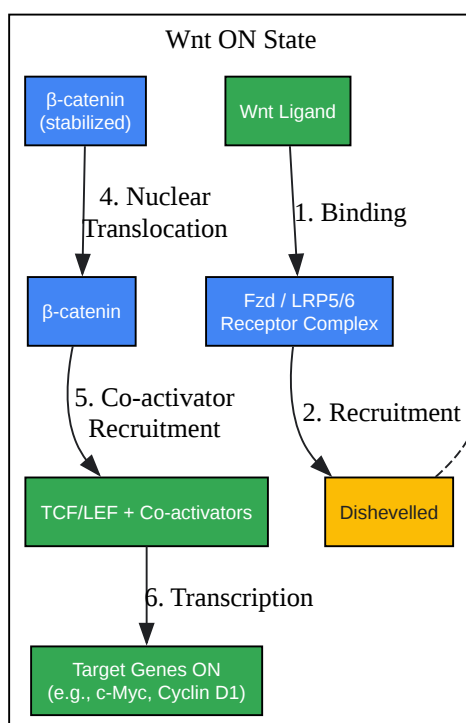 Wnt ON State
β-catenin
(stabilized)
Wnt Ligand
4. Nuclear
Translocation
1. Binding
β-catenin
Fzd / LRP5/6
Receptor Complex
5. Co-activator
Recruitment
2. Recruitment
TCF/LEF + Co-activators
Dishevelled
6. Transcription
Target Genes ON
(e.g., c-Myc, Cyclin D1)